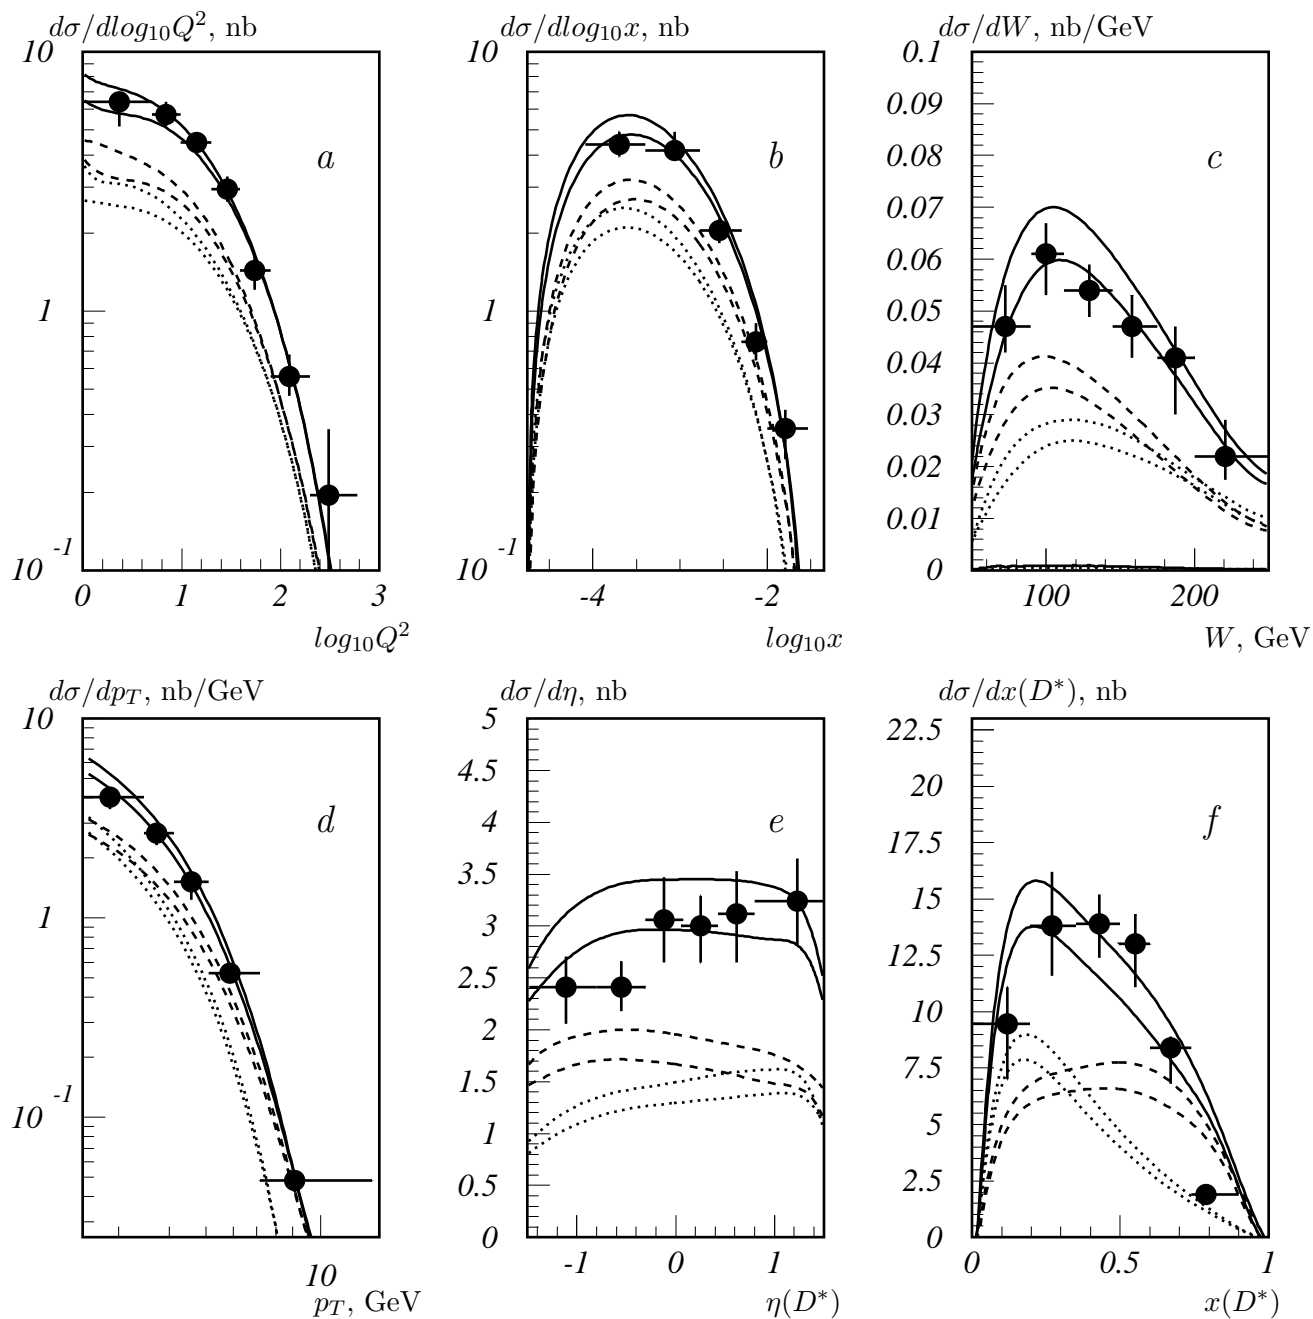 dσ/dlog₁₀Q², nb
10
1
10⁻¹
a
0 1 2 3
log₁₀Q²
dσ/dlog₁₀x, nb
10
1
10⁻¹
b
-4 -2
log₁₀x
dσ/dW, nb/GeV
0.1
0.09
0.08
0.07
0.06
0.05
0.04
0.03
0.02
0.01
0
c
100 200
W, GeV
dσ/dp_T, nb/GeV
10
1
10⁻¹
d
10
p_T, GeV
dσ/dη, nb
5
4.5
4
3.5
3
2.5
2
1.5
1
0.5
0
e
-1 0 1
η(D*)
dσ/dx(D*), nb
22.5
20
17.5
15
12.5
10
7.5
5
2.5
0
f
0 0.5 1
x(D*)